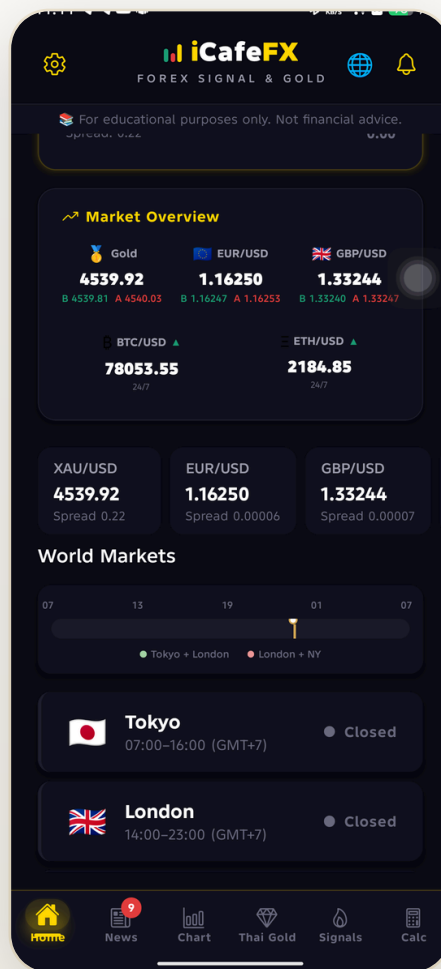 iCafeFX
FOREX SIGNAL & GOLD
For educational purposes only. Not financial advice.
Spread: 0.22
0.00
Market Overview
Gold EUR/USD GBP/USD
4539.92 1.16250 1.33244
B 4539.81 A 4540.03 B 1.16247 A 1.16253 B 1.33240 A 1.33247
BTC/USD ETH/USD
78053.55 2184.85
24/7 24/7
XAU/USD EUR/USD GBP/USD
4539.92 1.16250 1.33244
Spread 0.22 Spread 0.00006 Spread 0.00007
World Markets
07 13 19 01 07
Tokyo + London London + NY
Tokyo
07:00–16:00 (GMT+7)
Closed
London
14:00–23:00 (GMT+7)
Closed
9
Home News Chart Thai Gold Signals Calc